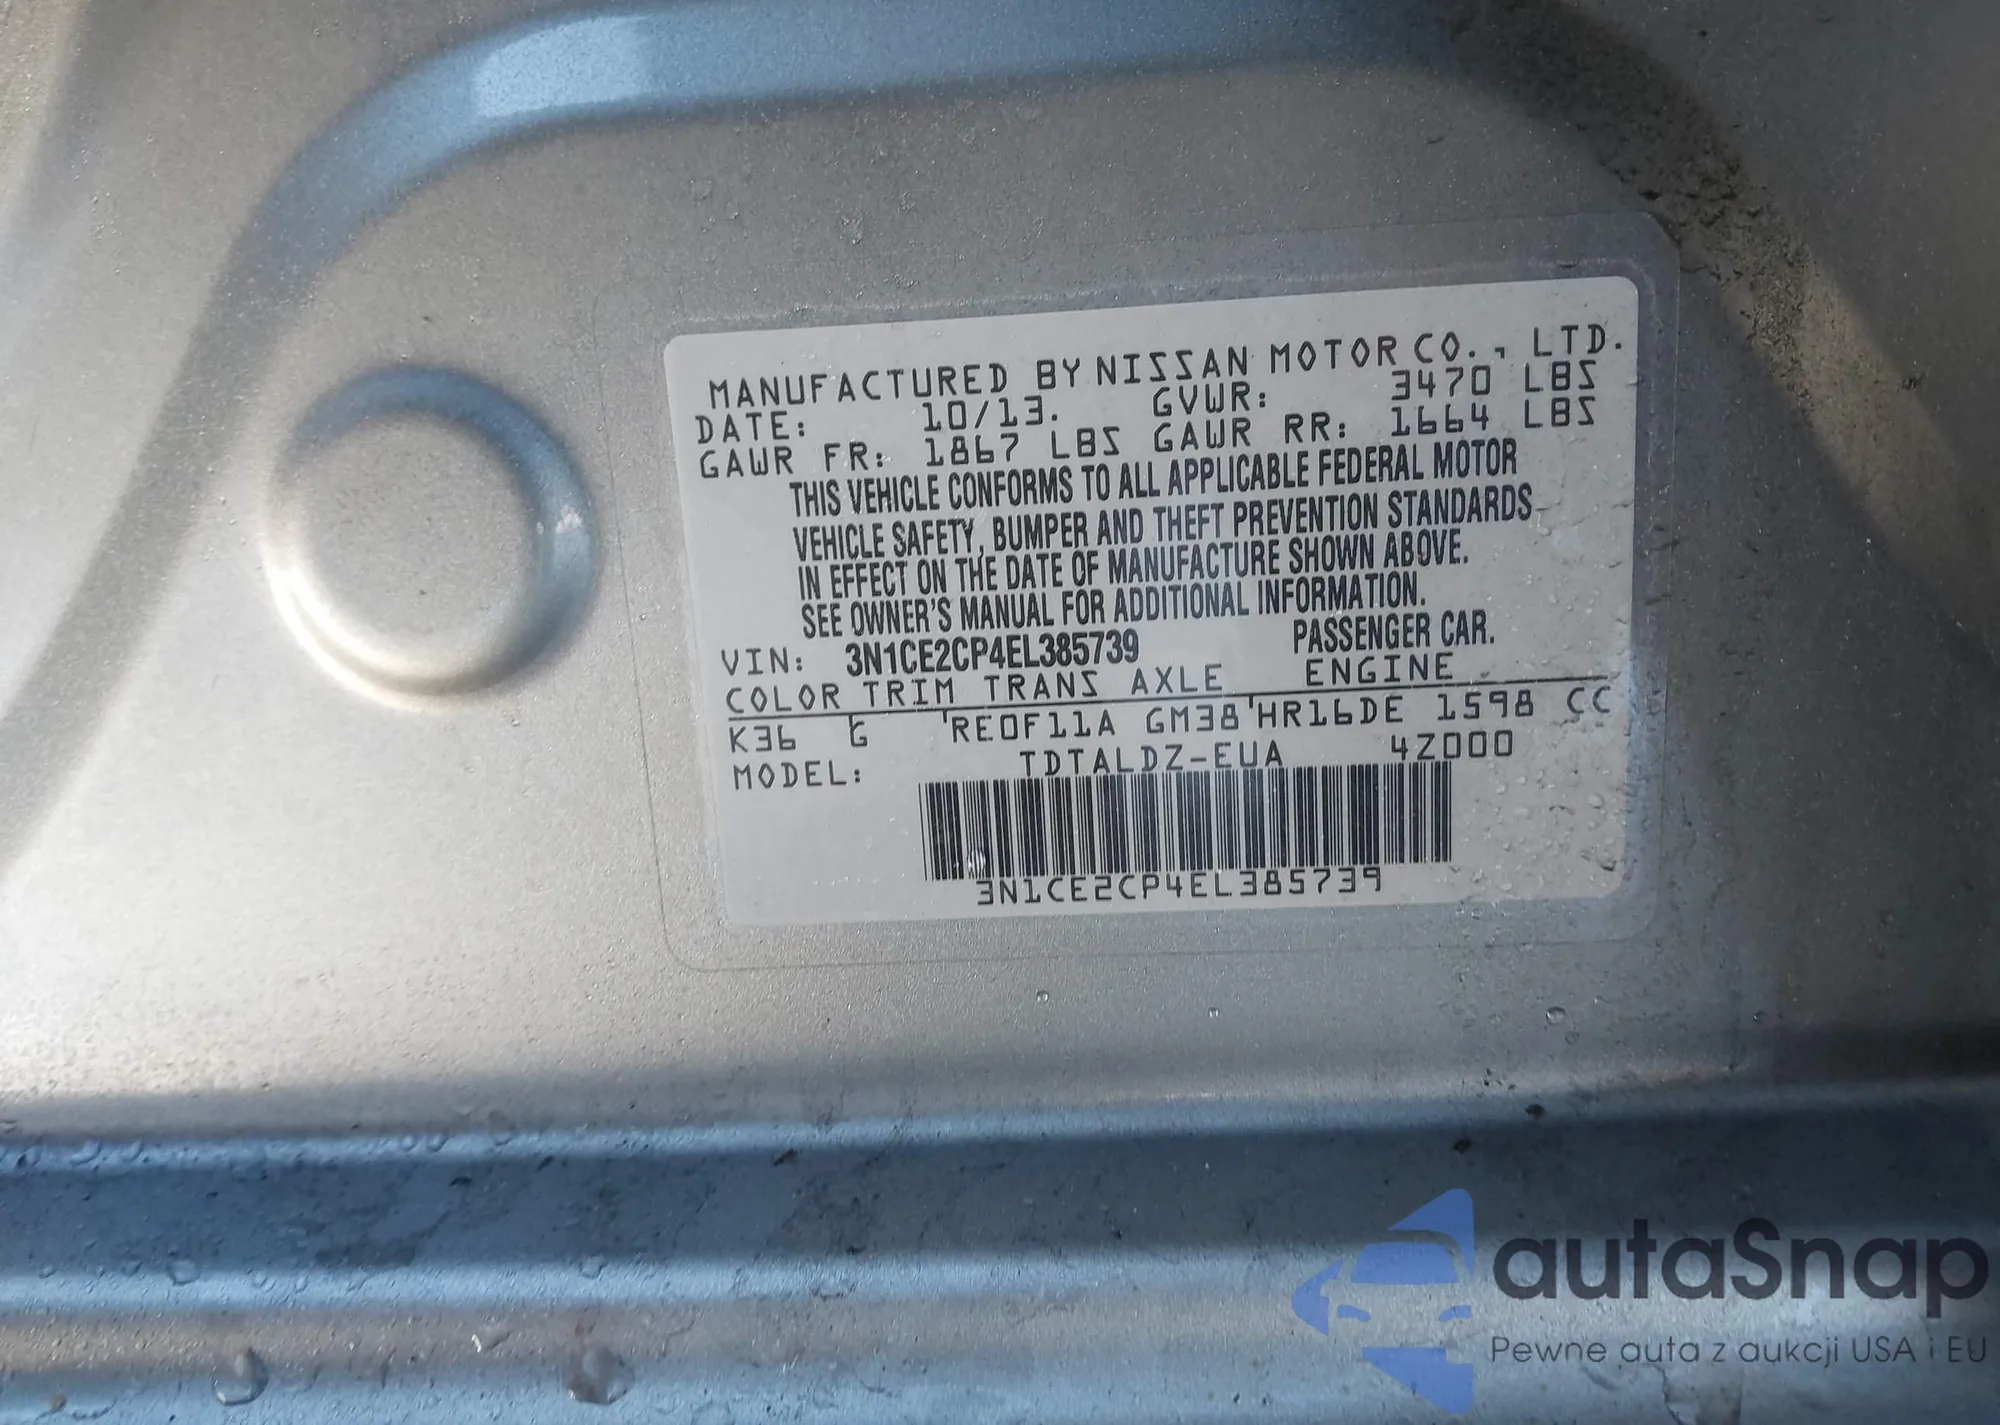 MANUFACTURED BY NISSAN MOTOR CO., LTD.
DATE: 10/13. GVWR: 3470 LBS
GAWR FR: 1867 LBS GAWR RR: 1664 LBS
THIS VEHICLE CONFORMS TO ALL APPLICABLE FEDERAL MOTOR
VEHICLE SAFETY, BUMPER AND THEFT PREVENTION STANDARDS
IN EFFECT ON THE DATE OF MANUFACTURE SHOWN ABOVE.
SEE OWNER'S MANUAL FOR ADDITIONAL INFORMATION.
VIN: 3N1CE2CP4EL385739 PASSENGER CAR.
COLOR TRIM TRANS AXLE ENGINE
K36 G RE0F11A GM38 HR16DE 1598 CC
MODEL: TDTALDZ-EUA 4Z000
3N1CE2CP4EL385739
autaSnap
Pewne auta z aukcji USA i EU